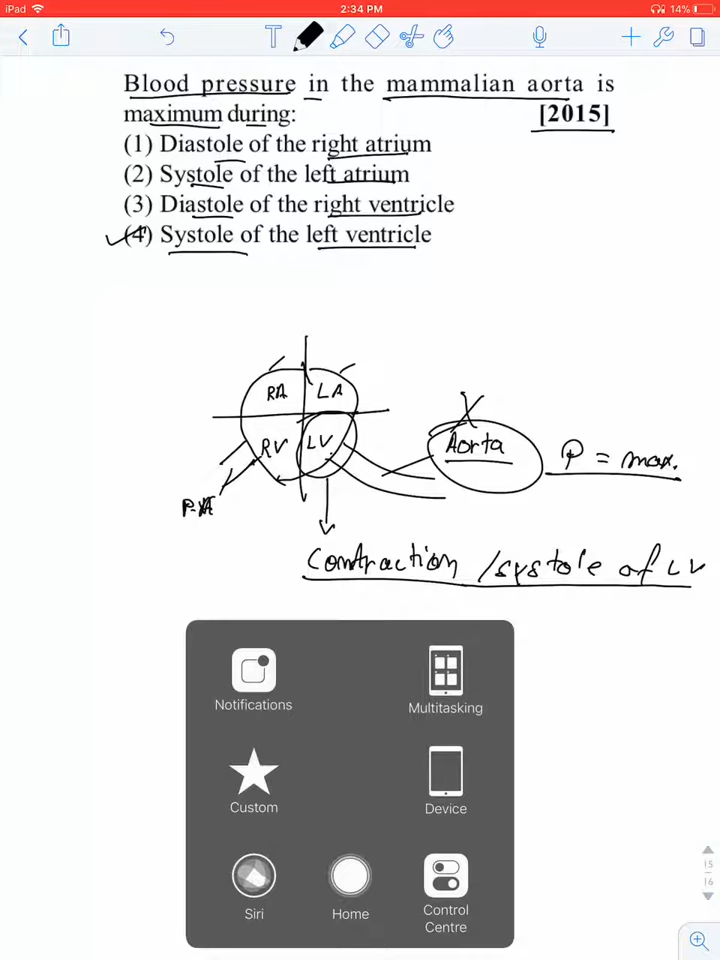 iPad
2:34 PM
14%
T
Blood pressure in the mammalian aorta is
maximum during: [2015]
(1) Diastole of the right atrium
(2) Systole of the left atrium
(3) Diastole of the right ventricle
(4) Systole of the left ventricle
RA LA
RV LV
Aorta P = max.
Contraction /systole of LV
Notifications
Multitasking
Custom
Device
Siri
Home
Control
Centre
15
16